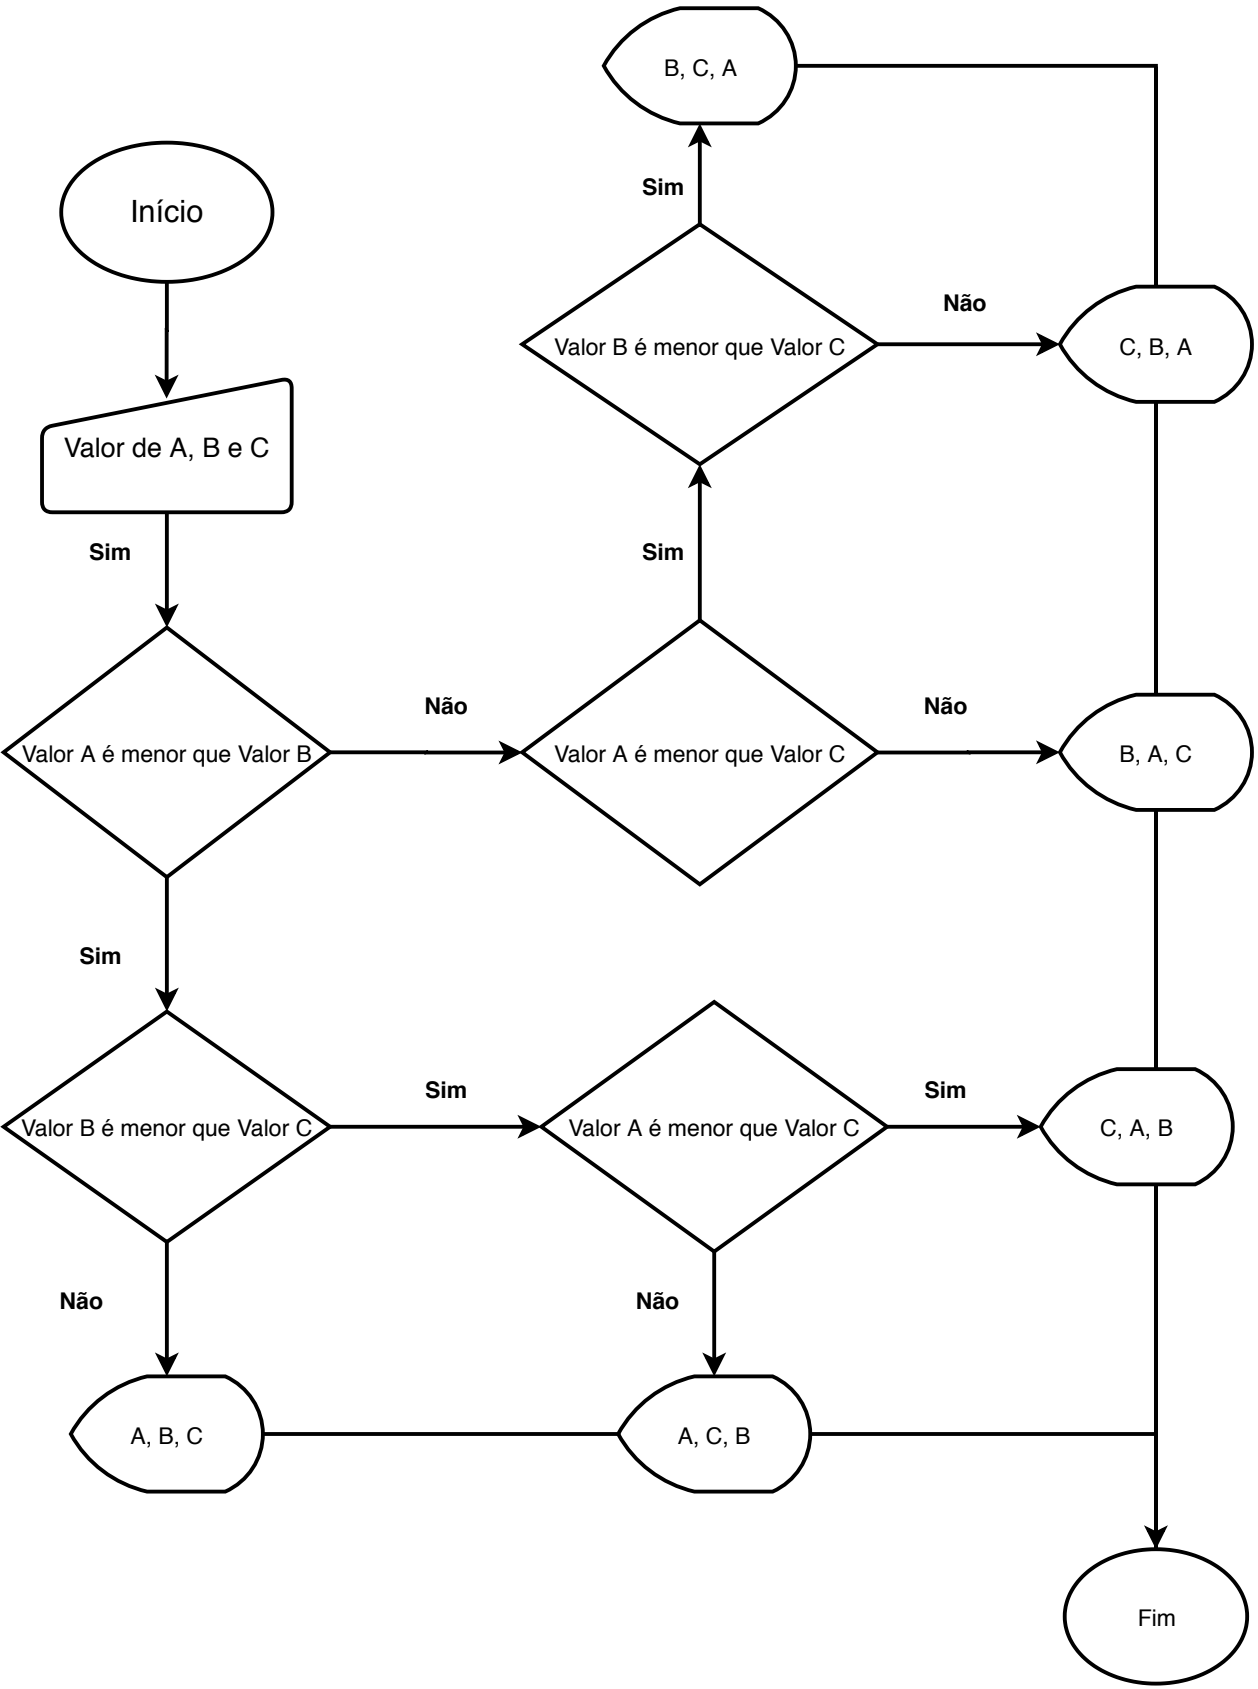 B, C, A
Sim
Início
Não
Valor B é menor que Valor C
C, B, A
Valor de A, B e C
Sim
Sim
Não
Não
Valor A é menor que Valor B
Valor A é menor que Valor C
B, A, C
Sim
Sim
Sim
Valor B é menor que Valor C
Valor A é menor que Valor C
C, A, B
Não
Não
A, B, C
A, C, B
Fim